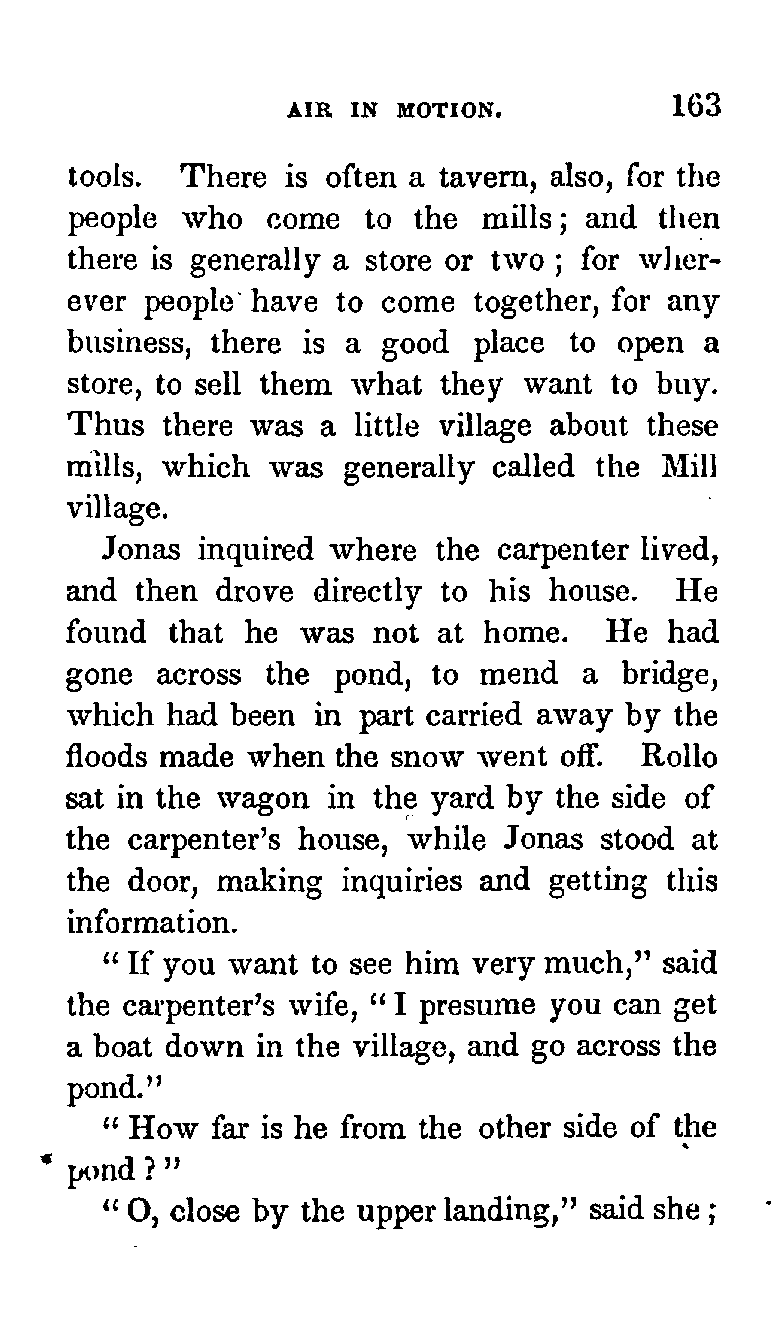 AIR IN MOTION. 163
tools. There is often a tavern, also, for the
people who come to the mills; and then
there is generally a store or two; for wher-
ever people have to come together, for any
business, there is a good place to open a
store, to sell them what they want to buy.
Thus there was a little village about these
mills, which was generally called the Mill
village.
Jonas inquired where the carpenter lived,
and then drove directly to his house. He
found that he was not at home. He had
gone across the pond, to mend a bridge,
which had been in part carried away by the
floods made when the snow went off. Rollo
sat in the wagon in the yard by the side of
the carpenter's house, while Jonas stood at
the door, making inquiries and getting this
information.
"If you want to see him very much," said
the carpenter's wife, "I presume you can get
a boat down in the village, and go across the
pond."
"How far is he from the other side of the
pond?"
"O, close by the upper landing," said she;